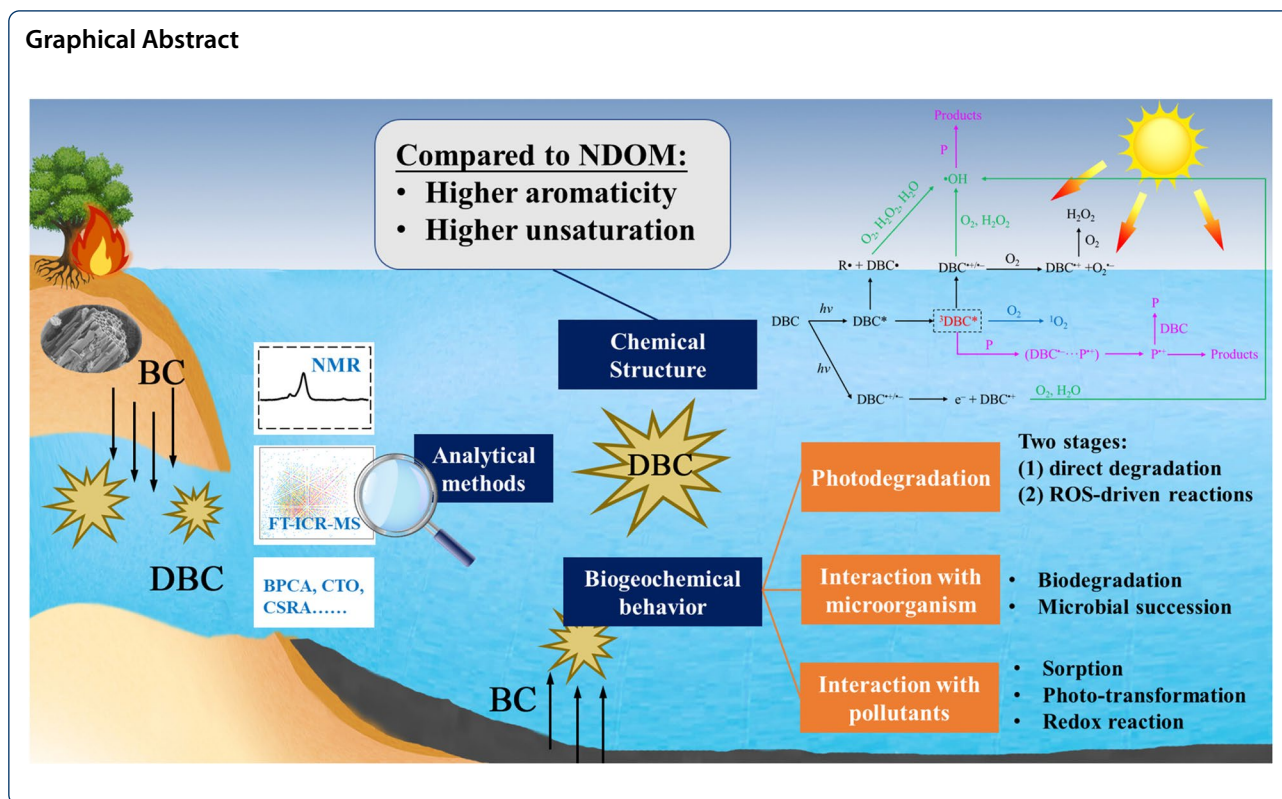 Graphical Abstract
Compared to NDOM:
• Higher aromaticity
• Higher unsaturation
Products
P
•OH
O₂, H₂O₂, H₂O
O₂, H₂O₂
H₂O₂
O₂
R• + DBC•
DBC•⁺/•⁻
O₂
DBC•⁺ +O₂•⁻
DBC
hv
DBC*
³DBC*
O₂
¹O₂
P
DBC
hv
P
(DBC•⁻···P•⁺)
P•⁺
Products
DBC•⁺/•⁻
e⁻ + DBC•⁺
O₂, H₂O
BC
DBC
NMR
FT-ICR-MS
BPCA, CTO,
CSRA……
Analytical
methods
Chemical
Structure
DBC
Biogeochemical
behavior
BC
Photodegradation
Two stages:
(1) direct degradation
(2) ROS-driven reactions
Interaction with
microorganism
• Biodegradation
• Microbial succession
Interaction with
pollutants
• Sorption
• Photo-transformation
• Redox reaction